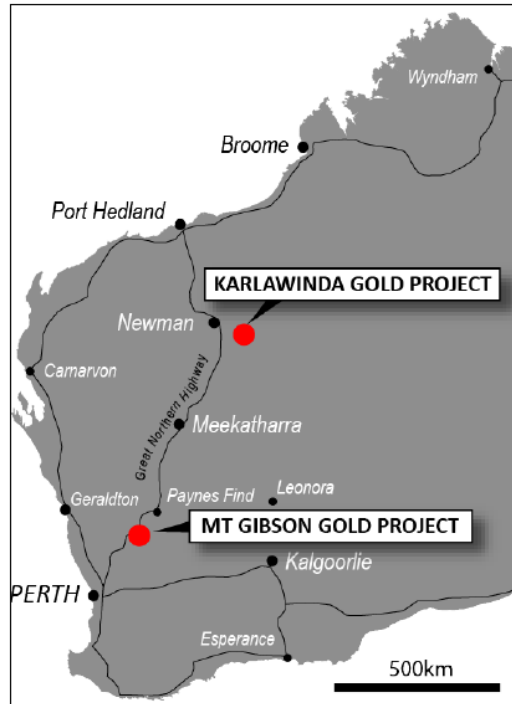 Wyndham
Broome
Port Hedland
KARLAWINDA GOLD PROJECT
Newman
Carnarvon
Great Northern Highway
Meekatharra
Leonora
Geraldton
Paynes Find
MT GIBSON GOLD PROJECT
Kalgoorlie
PERTH
Esperance
500km